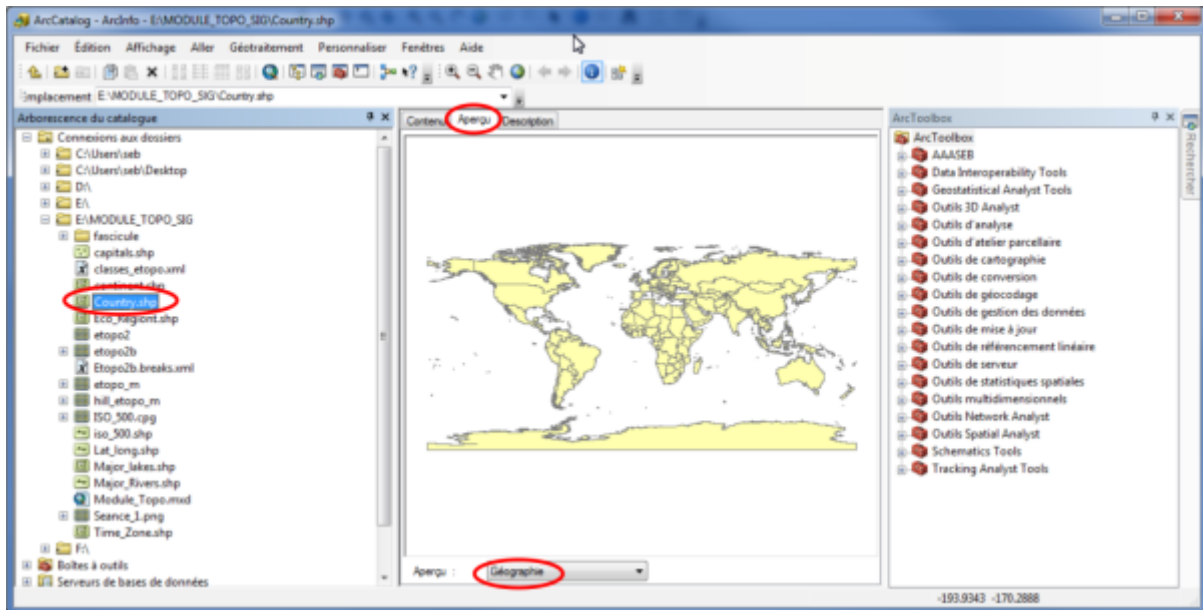 ArcCatalog - ArcInfo - E:\MODULE_TOPO_SIG\Country.shp
Fichier Édition Affichage Aller Géotraitement Personnaliser Fenêtres Aide
mplacement E:\MODULE_TOPO_SIG\Country.shp
Arborescence du catalogue
Connexions aux dossiers
C:\Users\seb
C:\Users\seb\Desktop
D:\
E:\
E:\MODULE_TOPO_SIG
fascicule
capitals.shp
classes_etopo.xml
continent.shp
Country.shp
Eco_Regiont.shp
etopo2
etopo2b
Etopo2b.breaks.xml
etopo_m
hill_etopo_m
ISO_500.cpg
iso_500.shp
Lat_long.shp
Major_lakes.shp
Major_Rivers.shp
Module_Topo.mxd
Seance_1.png
Time_Zone.shp
F:\
Boîtes à outils
Serveurs de bases de données
Contenu Aperçu Description
Aperçu : Géographie
ArcToolbox
ArcToolbox
AAASEB
Data Interoperability Tools
Geostatistical Analyst Tools
Outils 3D Analyst
Outils d'analyse
Outils d'atelier parcellaire
Outils de cartographie
Outils de conversion
Outils de géocodage
Outils de gestion des données
Outils de mise à jour
Outils de référencement linéaire
Outils de serveur
Outils de statistiques spatiales
Outils multidimensionnels
Outils Network Analyst
Outils Spatial Analyst
Schematics Tools
Tracking Analyst Tools
Rechercher
-193.9343 -170.2888